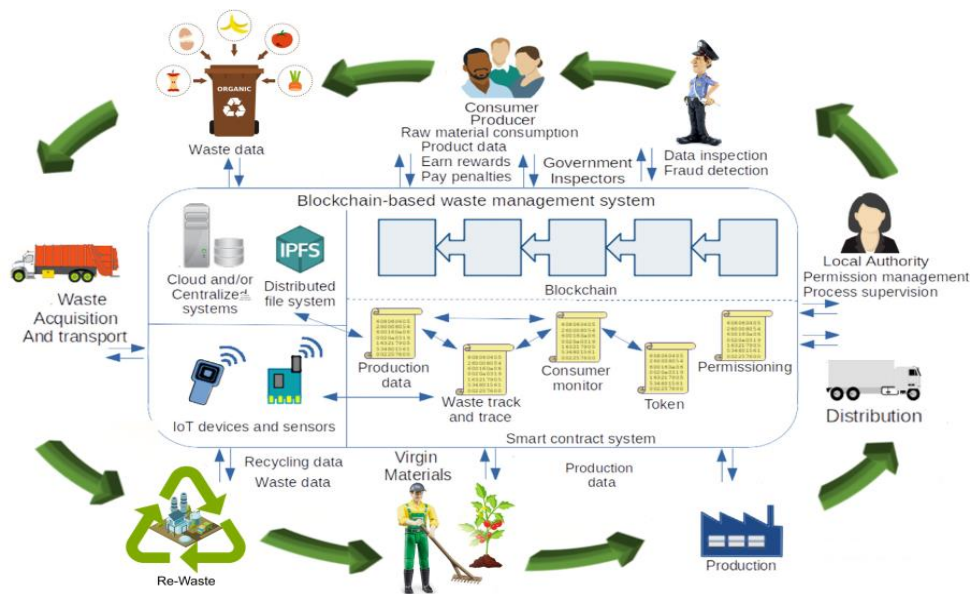 ORGANIC
Waste data
Consumer
Producer
Raw material consumption
Product data
Earn rewards
Pay penalties
Government
Inspectors
Data inspection
Fraud detection
Blockchain-based waste management system
Cloud and/or
Centralized
systems
IPFS
Distributed
file system
Blockchain
Local Authority
Permission management
Process supervision
Waste
Acquisition
And transport
Production
data
Waste track
and trace
Consumer
monitor
Token
Permissioning
IoT devices and sensors
Smart contract system
Distribution
Recycling data
Waste data
Virgin
Materials
Production
data
Re-Waste
Production